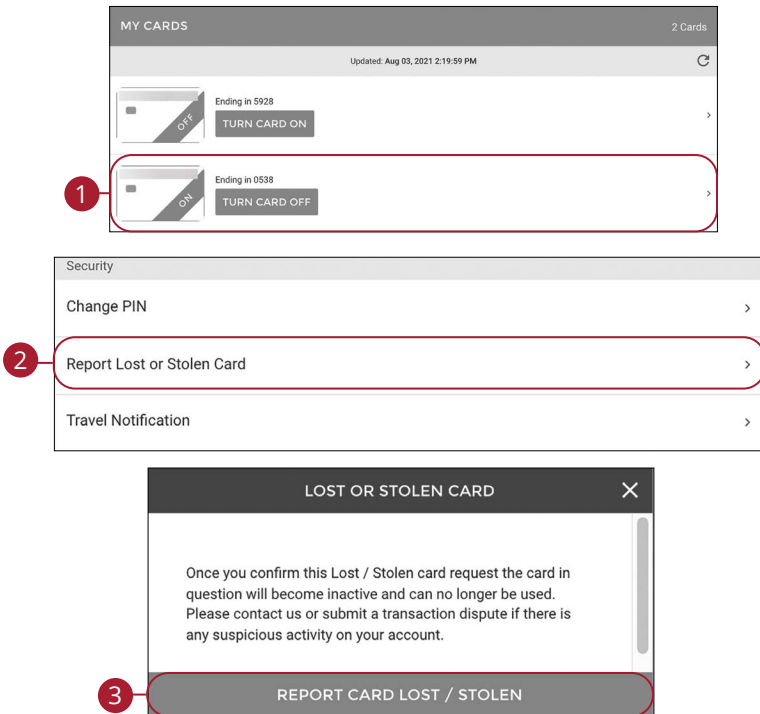 MY CARDS 2 Cards
Updated: Aug 03, 2021 2:19:59 PM
Ending in 5928
OFF
TURN CARD ON
1
Ending in 0538
ON
TURN CARD OFF
Security
Change PIN
2
Report Lost or Stolen Card
Travel Notification
LOST OR STOLEN CARD
Once you confirm this Lost / Stolen card request the card in
question will become inactive and can no longer be used.
Please contact us or submit a transaction dispute if there is
any suspicious activity on your account.
3
REPORT CARD LOST / STOLEN